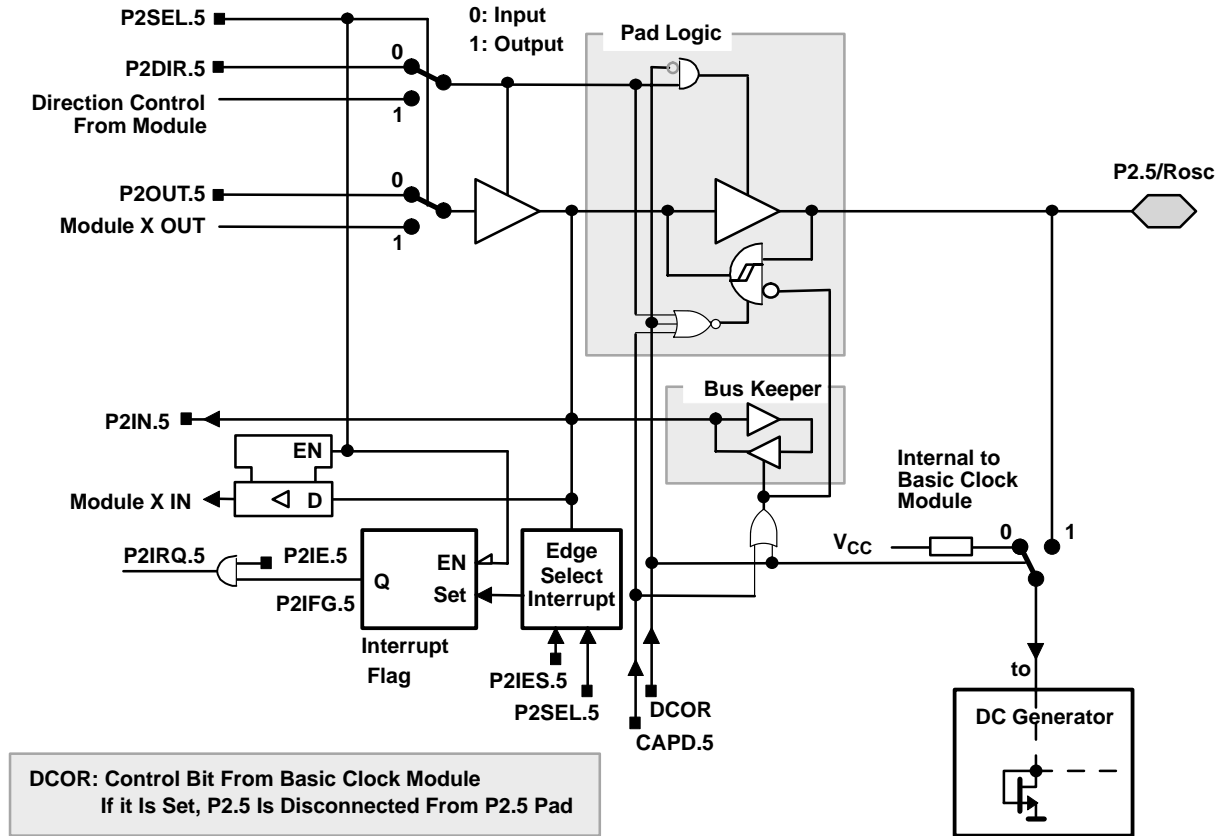 P2SEL.5
0: Input
1: Output
Pad Logic
P2DIR.5
0
Direction Control
From Module
1
P2OUT.5
0
Module X OUT
1
P2.5/Rosc
Bus Keeper
P2IN.5
EN
Module X IN
D
Internal to
Basic Clock
Module
VCC
0
1
P2IRQ.5
P2IE.5
P2IFG.5
Q
EN
Set
Edge
Select
Interrupt
Interrupt
Flag
P2IES.5
P2SEL.5
DCOR
CAPD.5
to
DC Generator
DCOR: Control Bit From Basic Clock Module
If it Is Set, P2.5 Is Disconnected From P2.5 Pad